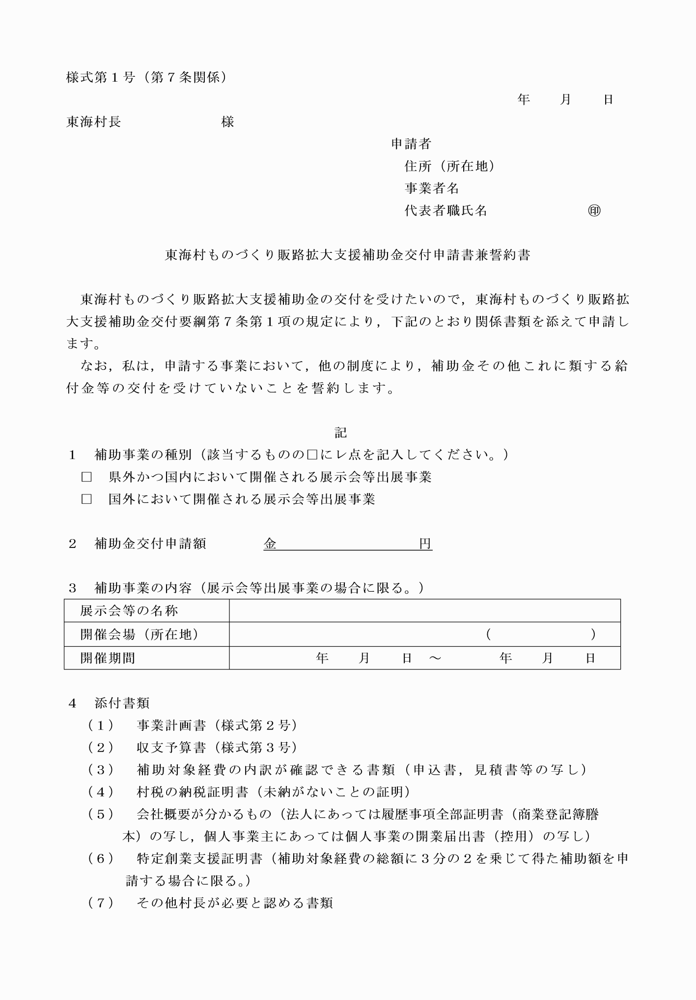 様式第１号（第７条関係）
年　　月　　日
東海村長　　　　　　　様
申請者
住所（所在地）
事業者名
代表者職氏名　　　　　　　㊞
東海村ものづくり販路拡大支援補助金交付申請書兼誓約書
東海村ものづくり販路拡大支援補助金の交付を受けたいので，東海村ものづくり販路拡
大支援補助金交付要綱第７条第１項の規定により，下記のとおり関係書類を添えて申請し
ます。
なお，私は，申請する事業において，他の制度により，補助金その他これに類する給
付金等の交付を受けていないことを誓約します。
記
１　補助事業の種別（該当するものの□にレ点を記入してください。）
□　県外かつ国内において開催される展示会等出展事業
□　国外において開催される展示会等出展事業
２　補助金交付申請額　　　　金　　　　　　　　　　円
３　補助事業の内容（展示会等出展事業の場合に限る。）
展示会等の名称
開催会場（所在地）　　　　　　　　（　　　　　　　）
開催期間　　　　　　年　　月　　日　～　　　　年　　月　　日
４　添付書類
（１）　事業計画書（様式第２号）
（２）　収支予算書（様式第３号）
（３）　補助対象経費の内訳が確認できる書類（申込書，見積書等の写し）
（４）　村税の納税証明書（未納がないことの証明）
（５）　会社概要が分かるもの（法人にあっては履歴事項全部証明書（商業登記簿謄
本）の写し，個人事業主にあっては個人事業の開業届出書（控用）の写し）
（６）　特定創業支援証明書（補助対象経費の総額に３分の２を乗じて得た補助額を申
請する場合に限る。）
（７）　その他村長が必要と認める書類